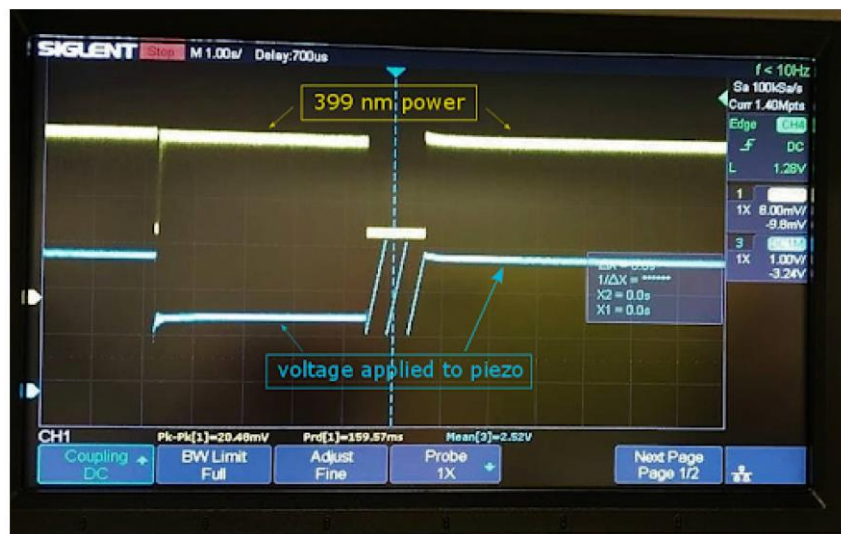 SIGLENT Stop M 1.00s/ Delay:700us
f < 10Hz
Sa 100kSa/s
Curr 1.40Mpts
Edge CH4
DC
L 1.28V
399 nm power
1
1X 8.00mV/
-9.8mV
3
1X 1.00V/
-3.24V
ΔX = 0.0s
1/ΔX = ******
X2 = 0.0s
X1 = 0.0s
voltage applied to piezo
CH1 Pk-Pk[1]=20.48mV Prd[1]=159.57ms Mean[3]=2.52V
Coupling BW Limit Adjust Probe Next Page
DC Full Fine 1X Page 1/2